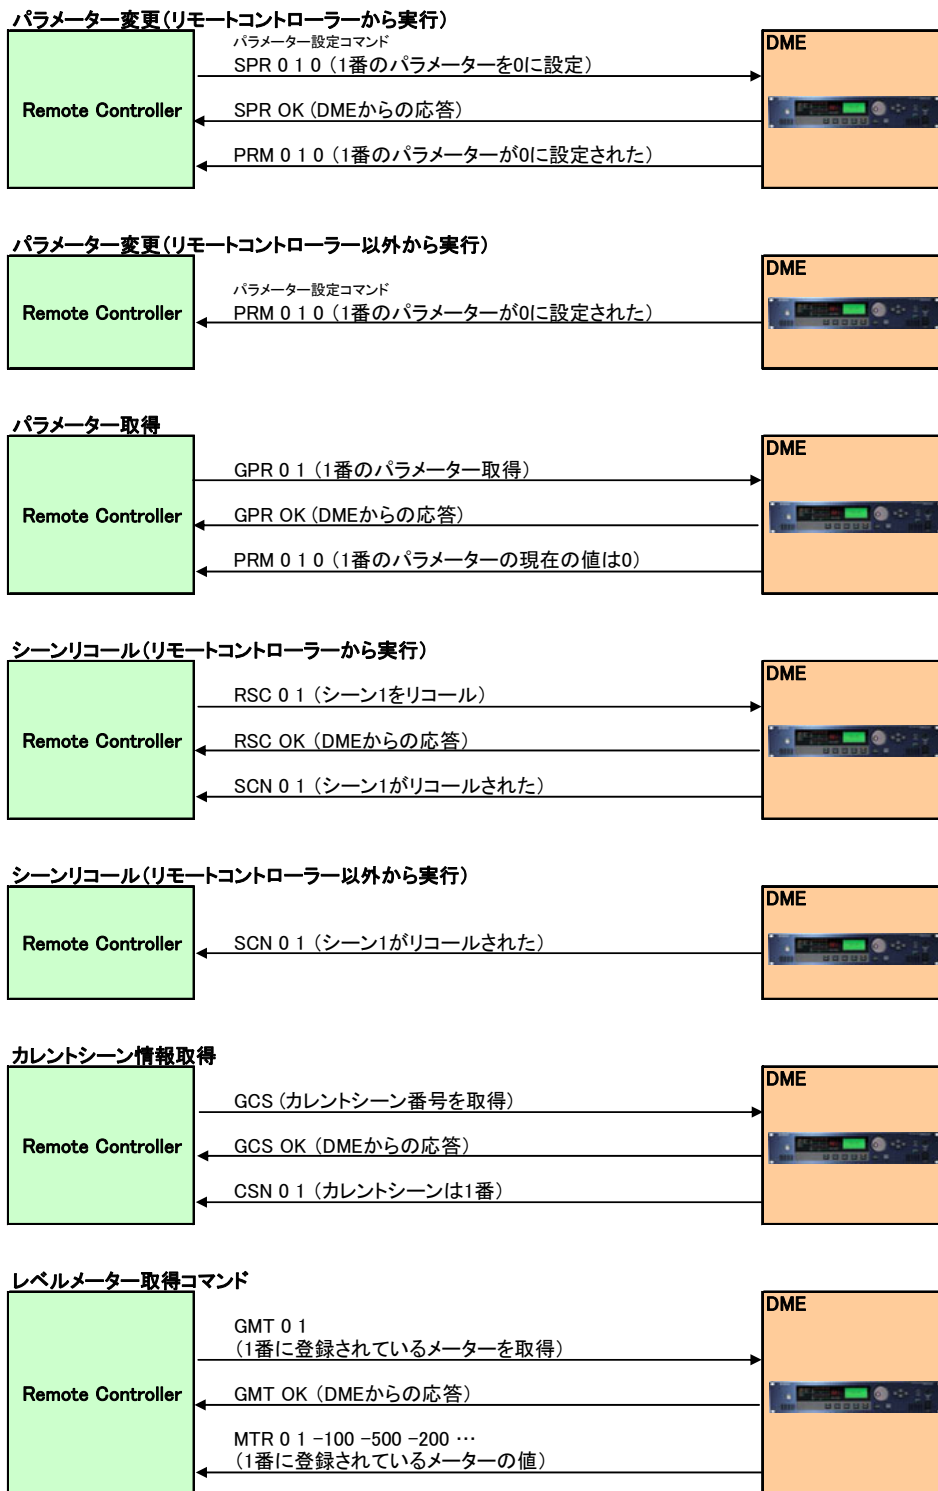 パラメーター変更（リモートコントローラーから実行）
パラメーター設定コマンド
DME
SPR 0 1 0 （1番のパラメーターを0に設定）
Remote Controller
SPR OK （DMEからの応答）
PRM 0 1 0 （1番のパラメーターが0に設定された）
パラメーター変更（リモートコントローラー以外から実行）
DME
パラメーター設定コマンド
Remote Controller
PRM 0 1 0 （1番のパラメーターが0に設定された）
パラメーター取得
DME
GPR 0 1 （1番のパラメーター取得）
Remote Controller
GPR OK （DMEからの応答）
PRM 0 1 0 （1番のパラメーターの現在の値は0）
シーンリコール（リモートコントローラーから実行）
DME
RSC 0 1 （シーン1をリコール）
Remote Controller
RSC OK （DMEからの応答）
SCN 0 1 （シーン1がリコールされた）
シーンリコール（リモートコントローラー以外から実行）
DME
Remote Controller
SCN 0 1 （シーン1がリコールされた）
カレントシーン情報取得
DME
GCS （カレントシーン番号を取得）
Remote Controller
GCS OK （DMEからの応答）
CSN 0 1 （カレントシーンは1番）
レベルメーター取得コマンド
DME
GMT 0 1
（1番に登録されているメーターを取得）
Remote Controller
GMT OK （DMEからの応答）
MTR 0 1 -100 -500 -200 …
（1番に登録されているメーターの値）